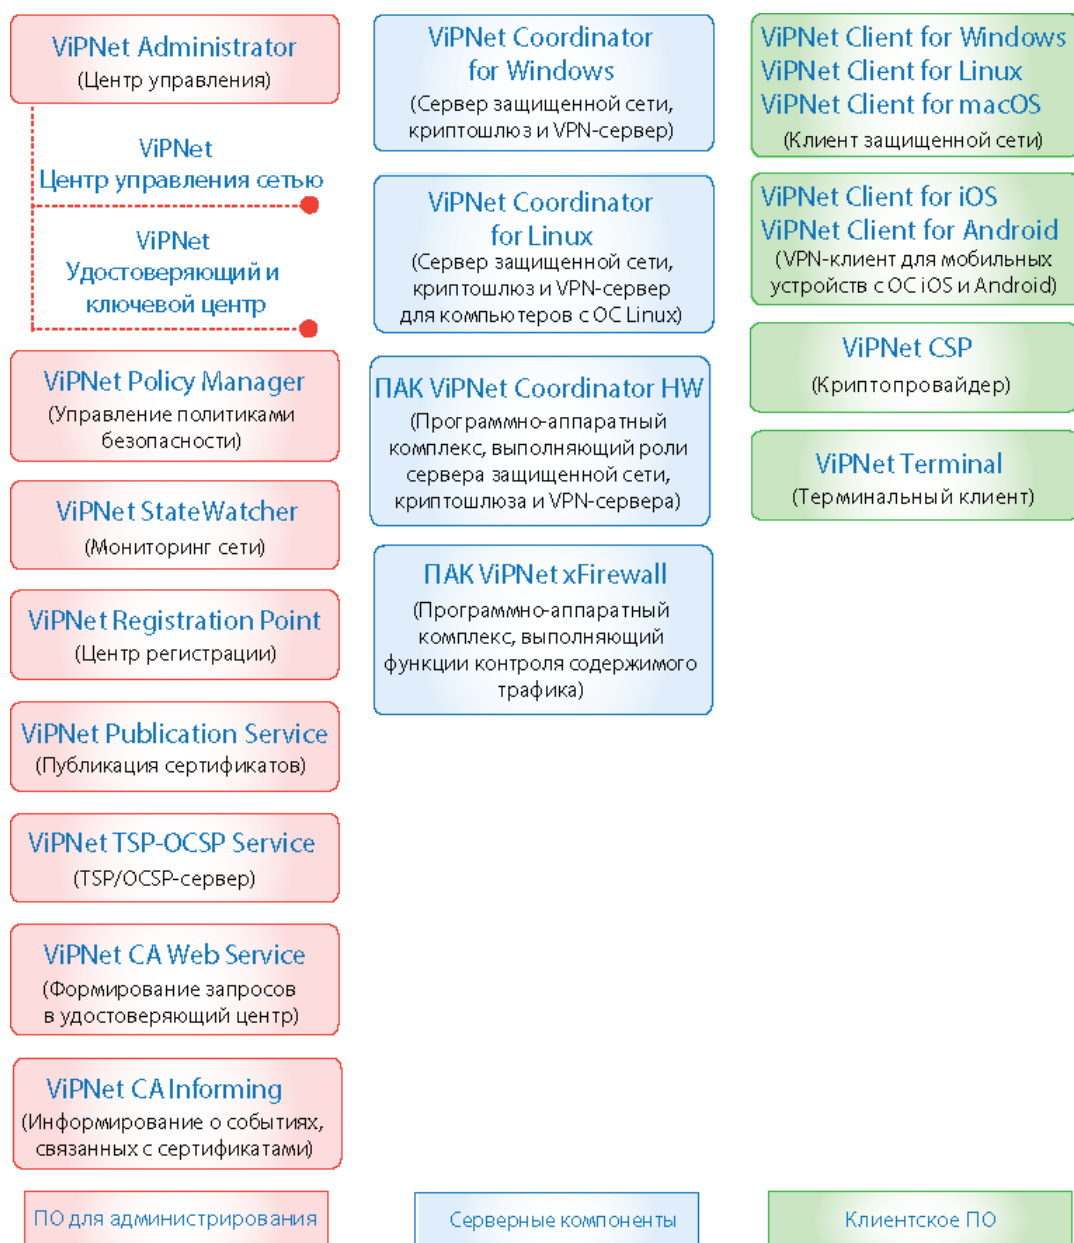 ViPNet Administrator
(Центр управления)
ViPNet
Центр управления сетью
ViPNet
Удостоверяющий и
ключевой центр
ViPNet Policy Manager
(Управление политиками
безопасности)
ViPNet StateWatcher
(Мониторинг сети)
ViPNet Registration Point
(Центр регистрации)
ViPNet Publication Service
(Публикация сертификатов)
ViPNet TSP-OCSP Service
(TSP/OCSP-сервер)
ViPNet CA Web Service
(Формирование запросов
в удостоверяющий центр)
ViPNet CA Informing
(Информирование о событиях,
связанных с сертификатами)
ПО для администрирования
ViPNet Coordinator
for Windows
(Сервер защищенной сети,
криптошлюз и VPN-сервер)
ViPNet Coordinator
for Linux
(Сервер защищенной сети,
криптошлюз и VPN-сервер
для компьютеров с ОС Linux)
ПАК ViPNet Coordinator HW
(Программно-аппаратный
комплекс, выполняющий роли
сервера защищенной сети,
криптошлюза и VPN-сервера)
ПАК ViPNet xFirewall
(Программно-аппаратный
комплекс, выполняющий
функции контроля содержимого
трафика)
Серверные компоненты
ViPNet Client for Windows
ViPNet Client for Linux
ViPNet Client for macOS
(Клиент защищенной сети)
ViPNet Client for iOS
ViPNet Client for Android
(VPN-клиент для мобильных
устройств с ОС iOS и Android)
ViPNet CSP
(Криптопровайдер)
ViPNet Terminal
(Терминальный клиент)
Клиентское ПО